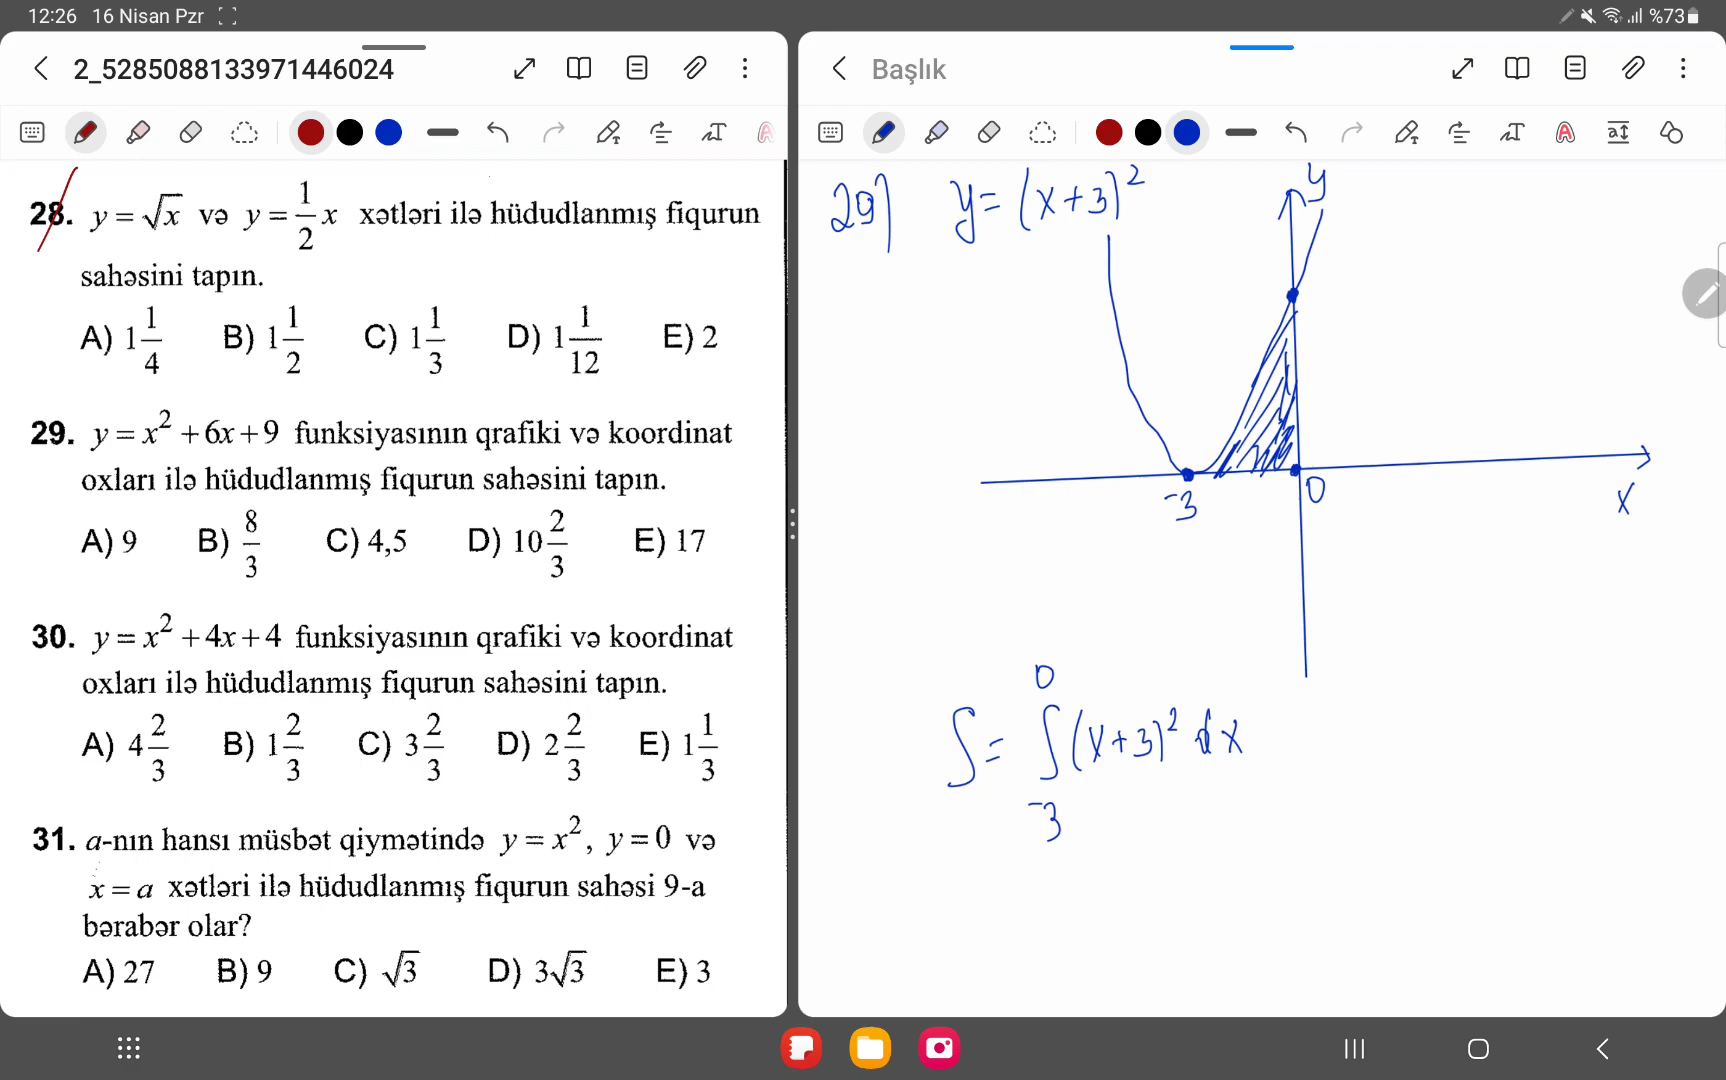 12:26 16 Nisan Pzr %73
2_5285088133971446024
28. y = √x və y = 1/2 x xətləri ilə hüdudlanmış fiqurun
sahəsini tapın.
A) 1 1/4 B) 1 1/2 C) 1 1/3 D) 1 1/12 E) 2
29. y = x² + 6x + 9 funksiyasının qrafiki və koordinat
oxları ilə hüdudlanmış fiqurun sahəsini tapın.
A) 9 B) 8/3 C) 4,5 D) 10 2/3 E) 17
30. y = x² + 4x + 4 funksiyasının qrafiki və koordinat
oxları ilə hüdudlanmış fiqurun sahəsini tapın.
A) 4 2/3 B) 1 2/3 C) 3 2/3 D) 2 2/3 E) 1 1/3
31. a-nın hansı müsbət qiymətində y = x², y = 0 və
x = a xətləri ilə hüdudlanmış fiqurun sahəsi 9-a
bərabər olar?
A) 27 B) 9 C) √3 D) 3√3 E) 3
Başlık
29) y = (x+3)²
y
-3 0 x
S = ∫₋₃⁰ (x+3)² dx